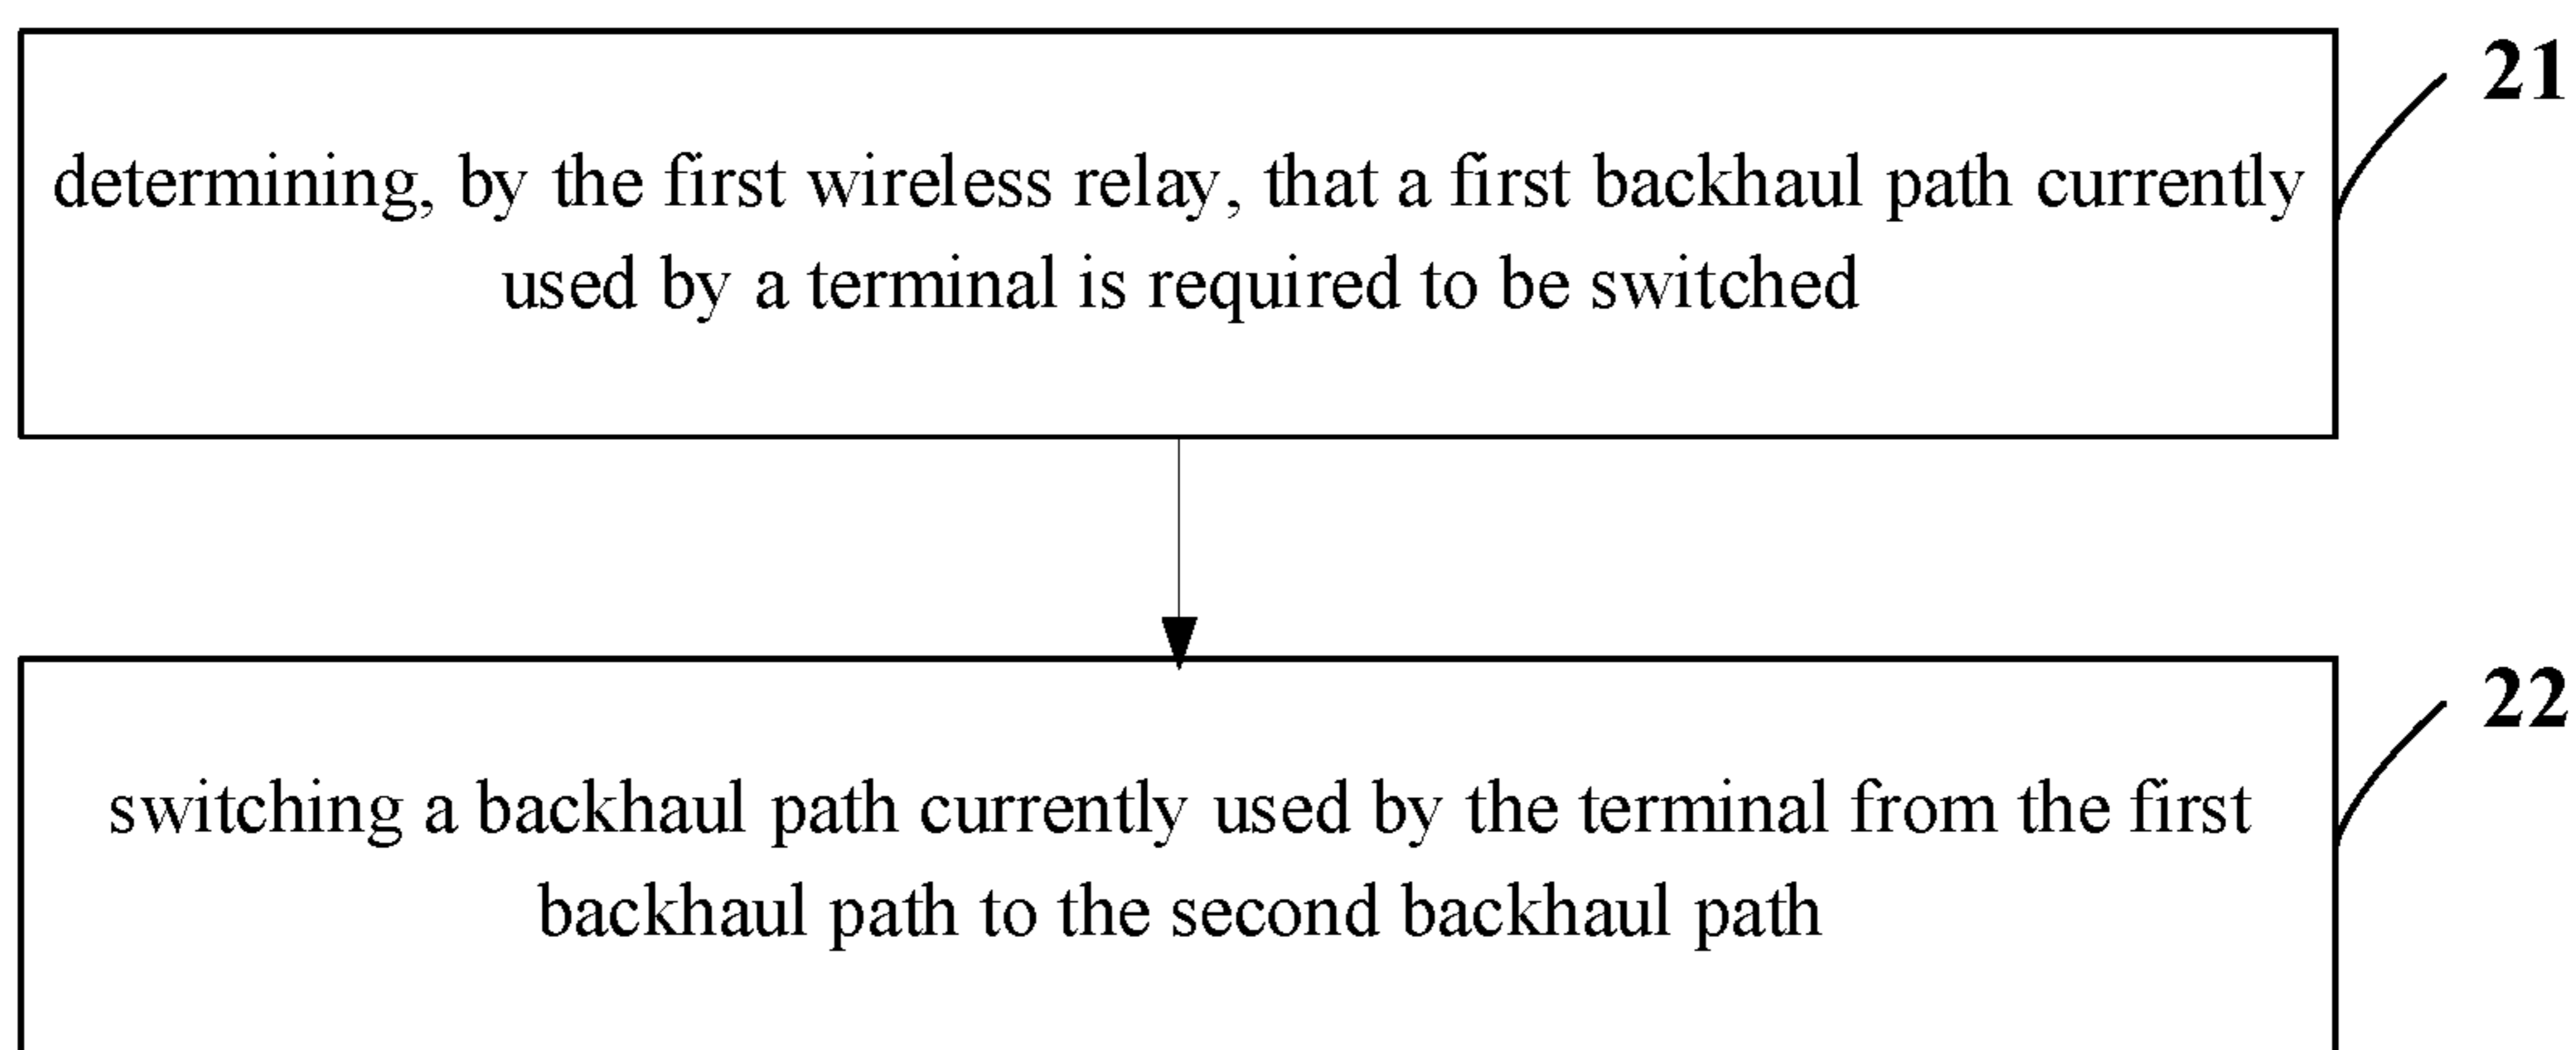 21
determining, by the first wireless relay, that a first backhaul path currently
used by a terminal is required to be switched
22
switching a backhaul path currently used by the terminal from the first
backhaul path to the second backhaul path